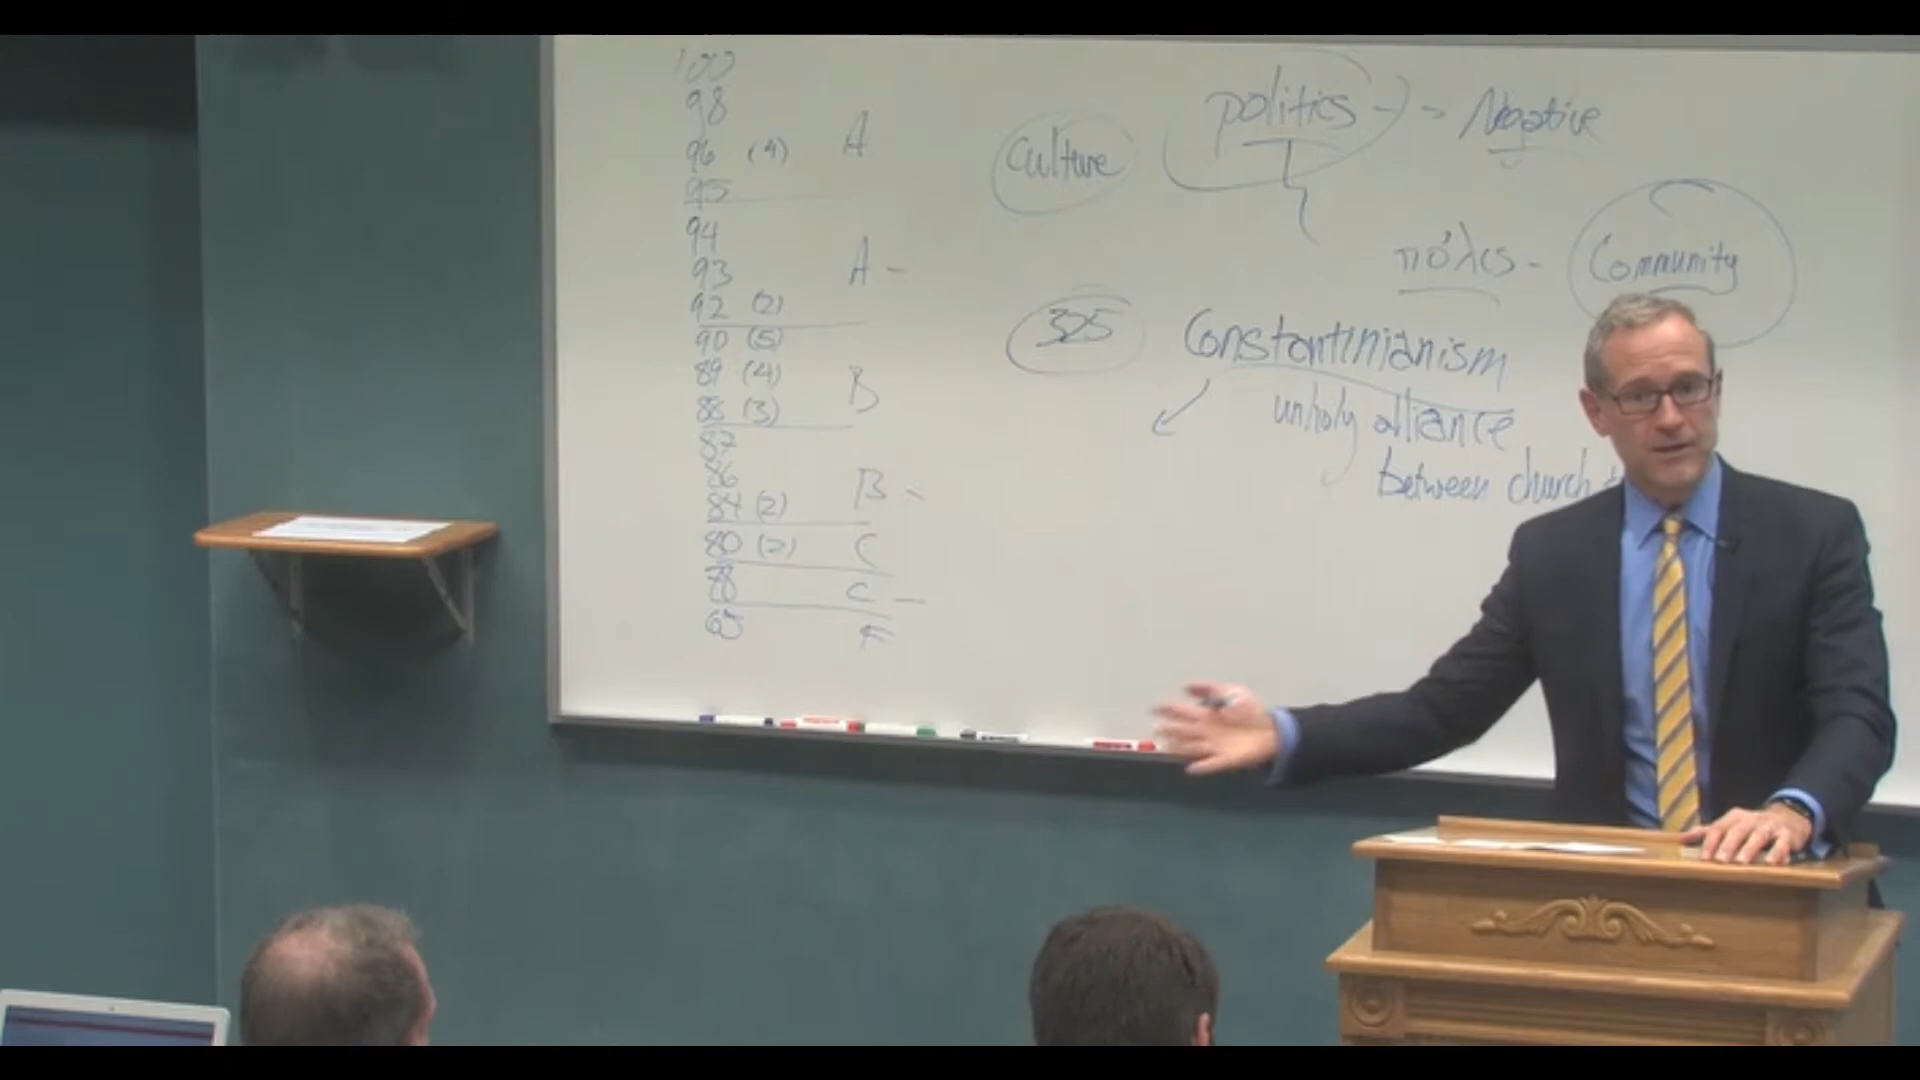 100
98
96 (4) A
95
94
93 A -
92 (2)
90 (5)
89 (4) B
88 (3)
87
86
84 (2) B -
80 (2) C
78 C -
65 F
culture
politics - - Negative
πόλις - Community
325 Constantinianism
unholy alliance
between church